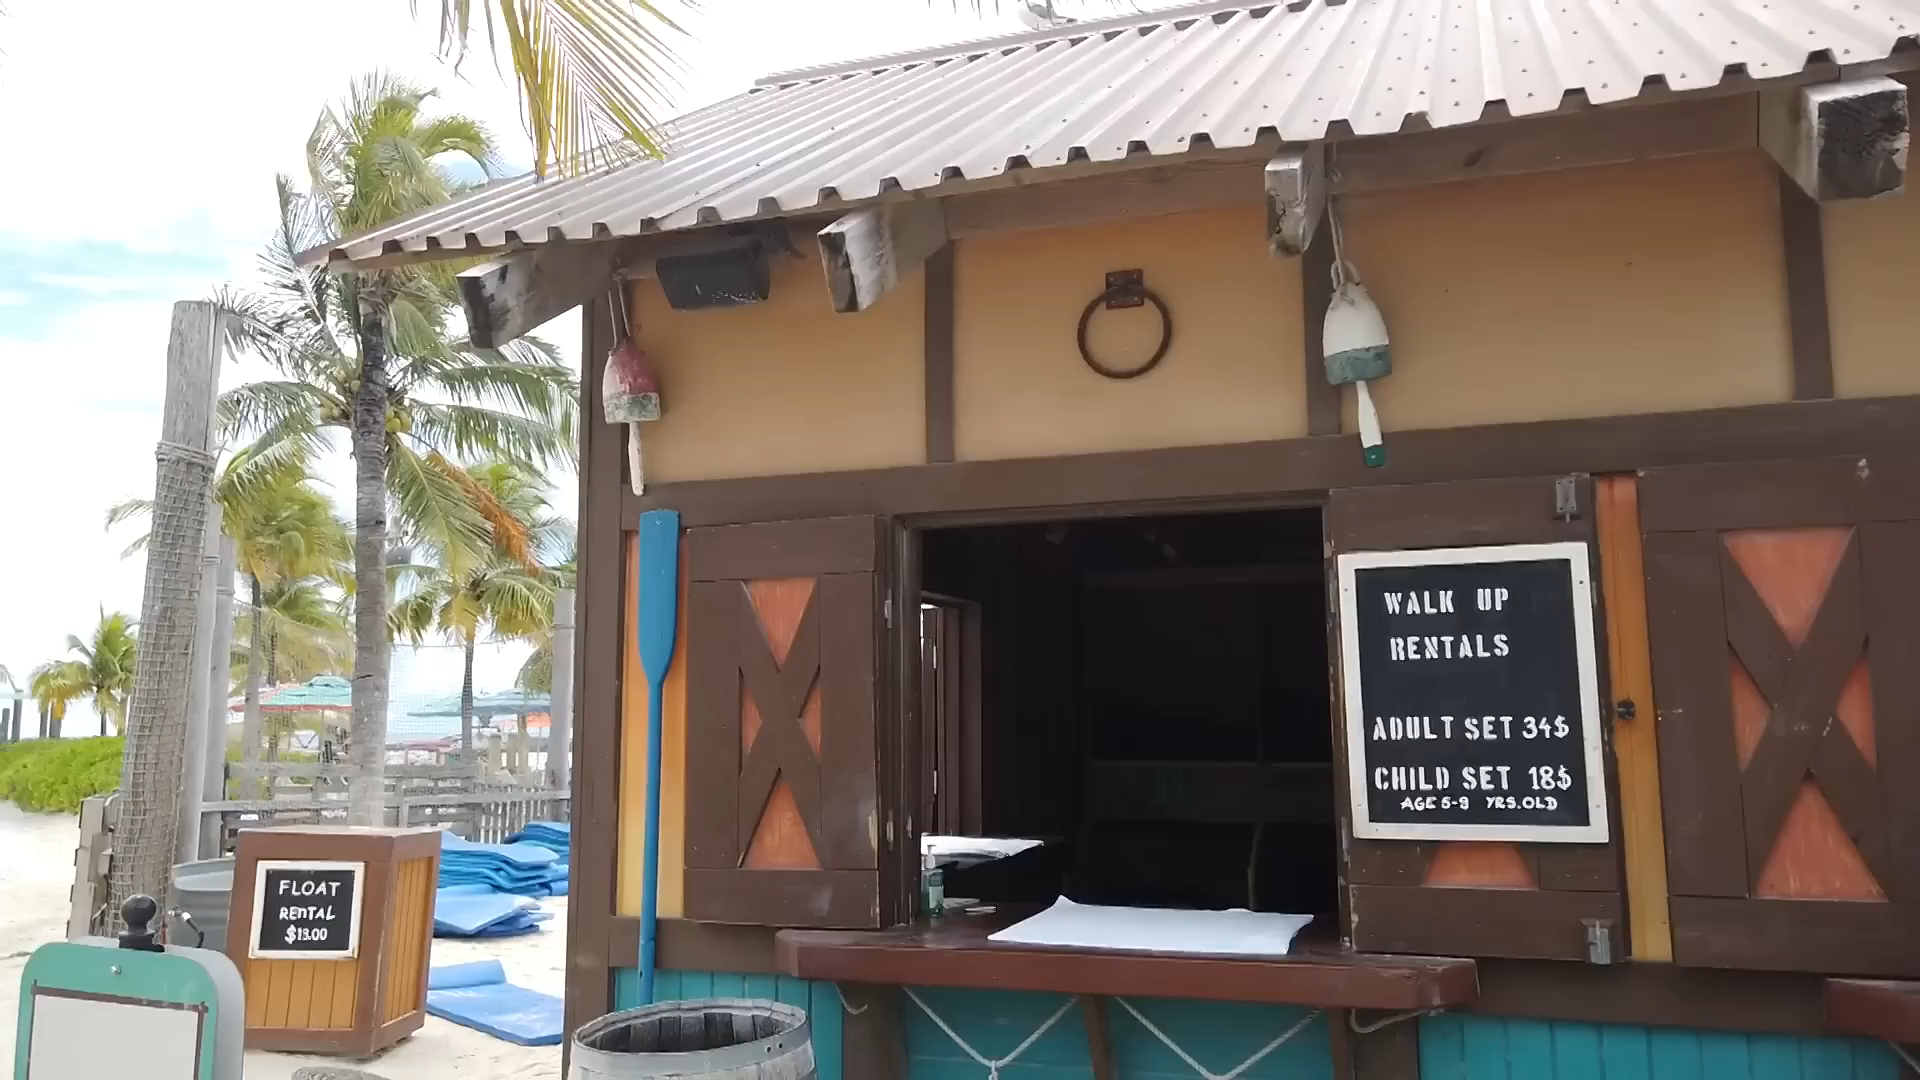 WALK UP
RENTALS
ADULT SET 34$
CHILD SET 18$
AGE 5-9 YRS.OLD
FLOAT
RENTAL
$13.00